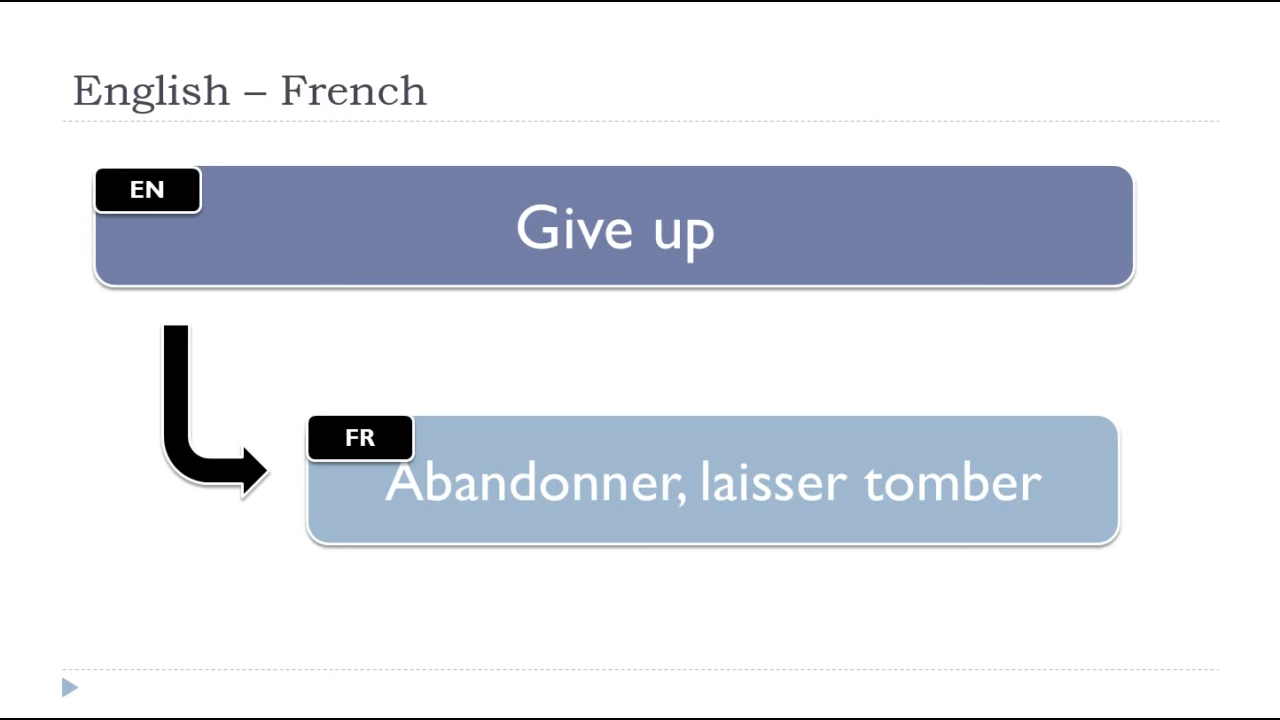 English – French
EN
Give up
FR
Abandonner, laisser tomber